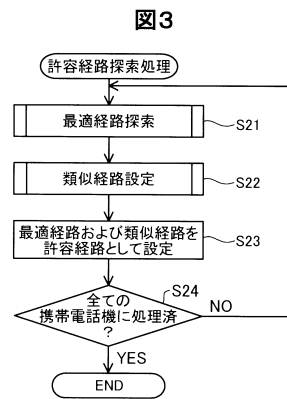 図3
許容経路探索処理
最適経路探索
S21
類似経路設定
S22
最適経路および類似経路を
許容経路として設定
S23
S24
全ての
携帯電話機に処理済
?
NO
YES
END